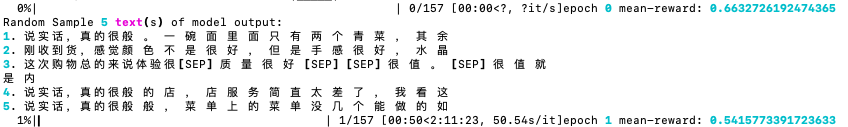 0%| | 0/157 [00:00<?, ?it/s]epoch 0 mean-reward: 0.6632726192474365
Random Sample 5 text(s) of model output:
1. 说实话，真的很般 。 一 碗 面 里 面 只 有 两 个 青 菜 ， 其 余
2. 刚收到货，感觉颜 色 不 是 很 好 ， 但 是 手 感 很 好 ， 水 晶
3. 这次购物总的来说体验很[SEP] 质 量 很 好 [SEP] [SEP] 很 值 。 [SEP] 很 值 就
是 内
4. 说实话，真的很般 的 店 ， 店 服 务 简 直 太 差 了 ， 我 看 这
5. 说实话，真的很般 般 ， 菜 单 上 的 菜 单 没 几 个 能 做 的 如
1%| | 1/157 [00:50<2:11:23, 50.54s/it]epoch 1 mean-reward: 0.5415773391723633